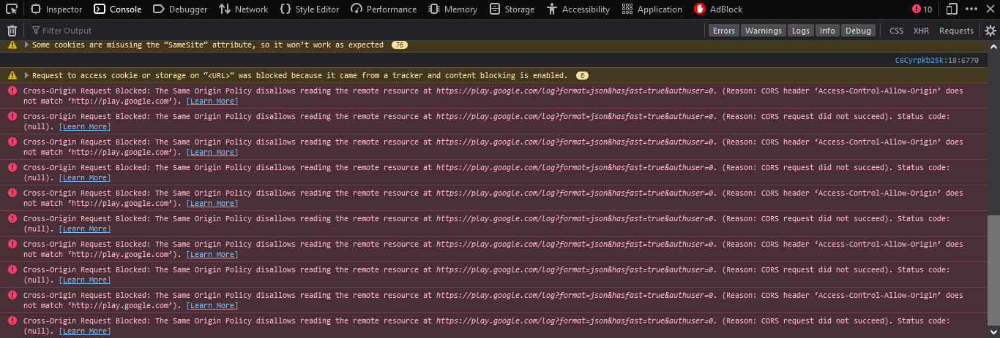 Inspector Console Debugger Network Style Editor Performance Memory Storage Accessibility Application AdBlock 10
Filter Output Errors Warnings Logs Info Debug CSS XHR Requests
Some cookies are misusing the “SameSite” attribute, so it won’t work as expected 76
C6Cyrpkb25k:18:6770
Request to access cookie or storage on “<URL>” was blocked because it came from a tracker and content blocking is enabled. 6
Cross-Origin Request Blocked: The Same Origin Policy disallows reading the remote resource at https://play.google.com/log?format=json&hasfast=true&authuser=0. (Reason: CORS header ‘Access-Control-Allow-Origin’ does
not match ‘http://play.google.com’). [Learn More]
Cross-Origin Request Blocked: The Same Origin Policy disallows reading the remote resource at https://play.google.com/log?format=json&hasfast=true&authuser=0. (Reason: CORS request did not succeed). Status code:
(null). [Learn More]
Cross-Origin Request Blocked: The Same Origin Policy disallows reading the remote resource at https://play.google.com/log?format=json&hasfast=true&authuser=0. (Reason: CORS header ‘Access-Control-Allow-Origin’ does
not match ‘http://play.google.com’). [Learn More]
Cross-Origin Request Blocked: The Same Origin Policy disallows reading the remote resource at https://play.google.com/log?format=json&hasfast=true&authuser=0. (Reason: CORS request did not succeed). Status code:
(null). [Learn More]
Cross-Origin Request Blocked: The Same Origin Policy disallows reading the remote resource at https://play.google.com/log?format=json&hasfast=true&authuser=0. (Reason: CORS header ‘Access-Control-Allow-Origin’ does
not match ‘http://play.google.com’). [Learn More]
Cross-Origin Request Blocked: The Same Origin Policy disallows reading the remote resource at https://play.google.com/log?format=json&hasfast=true&authuser=0. (Reason: CORS request did not succeed). Status code:
(null). [Learn More]
Cross-Origin Request Blocked: The Same Origin Policy disallows reading the remote resource at https://play.google.com/log?format=json&hasfast=true&authuser=0. (Reason: CORS header ‘Access-Control-Allow-Origin’ does
not match ‘http://play.google.com’). [Learn More]
Cross-Origin Request Blocked: The Same Origin Policy disallows reading the remote resource at https://play.google.com/log?format=json&hasfast=true&authuser=0. (Reason: CORS request did not succeed). Status code:
(null). [Learn More]
Cross-Origin Request Blocked: The Same Origin Policy disallows reading the remote resource at https://play.google.com/log?format=json&hasfast=true&authuser=0. (Reason: CORS header ‘Access-Control-Allow-Origin’ does
not match ‘http://play.google.com’). [Learn More]
Cross-Origin Request Blocked: The Same Origin Policy disallows reading the remote resource at https://play.google.com/log?format=json&hasfast=true&authuser=0. (Reason: CORS request did not succeed). Status code:
(null). [Learn More]